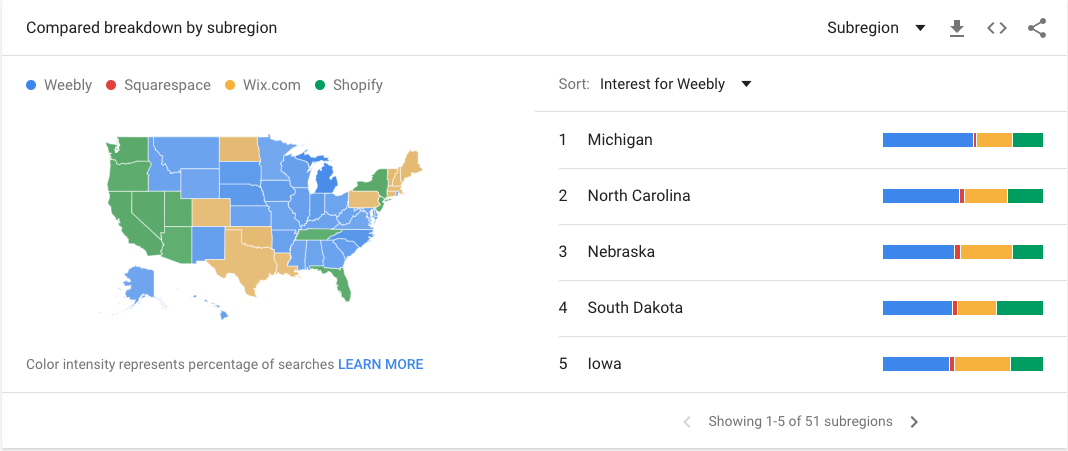 Compared breakdown by subregion
Subregion
Weebly Squarespace Wix.com Shopify
Sort: Interest for Weebly
1 Michigan
2 North Carolina
3 Nebraska
4 South Dakota
5 Iowa
Color intensity represents percentage of searches LEARN MORE
Showing 1-5 of 51 subregions